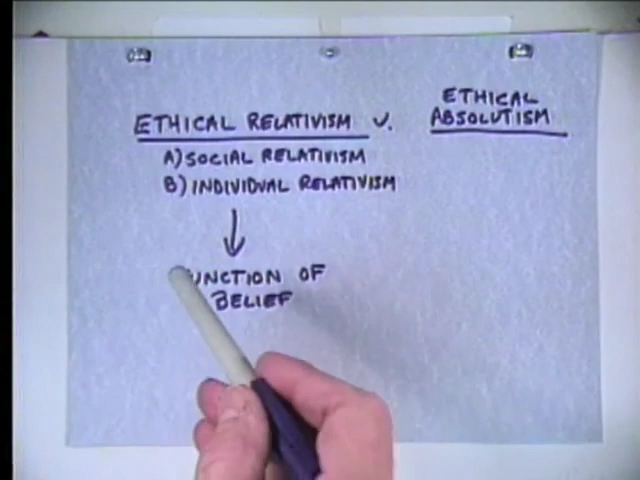 ETHICAL RELATIVISM V.
ETHICAL
ABSOLUTISM
A) SOCIAL RELATIVISM
B) INDIVIDUAL RELATIVISM
UNCTION OF
BELIEF